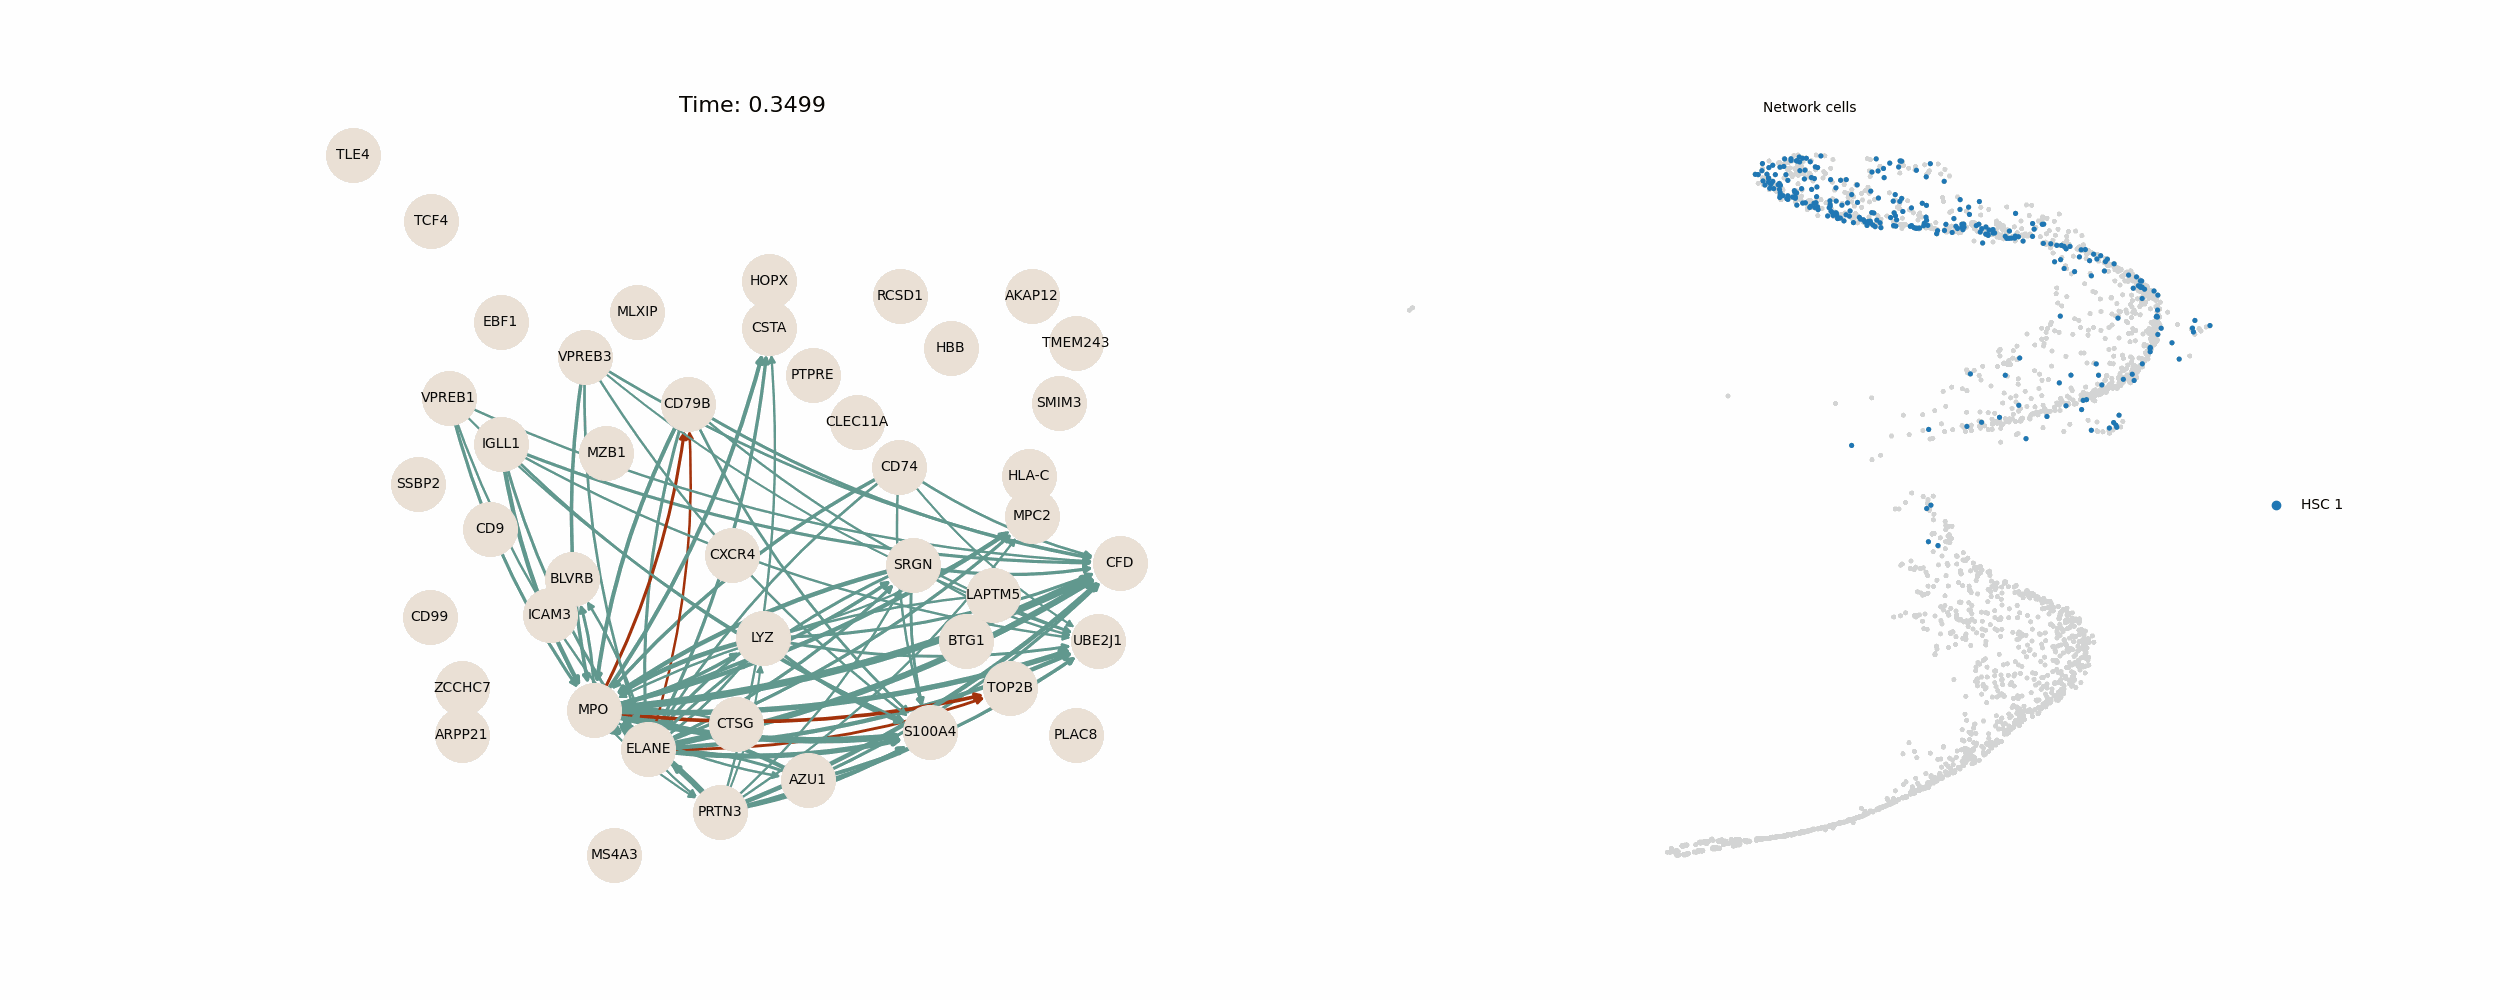 Time: 0.3499
Network cells
TLE4
TCF4
HOPX
RCSD1
AKAP12
MLXIP
EBF1
CSTA
TMEM243
HBB
VPREB3
PTPRE
VPREB1
CD79B
SMIM3
CLEC11A
IGLL1
MZB1
CD74
HLA-C
SSBP2
MPC2
CD9
CXCR4
SRGN
CFD
BLVRB
LAPTM5
ICAM3
CD99
LYZ
BTG1
UBE2J1
ZCCHC7
TOP2B
MPO
CTSG
S100A4
ARPP21
PLAC8
ELANE
AZU1
PRTN3
MS4A3
HSC 1